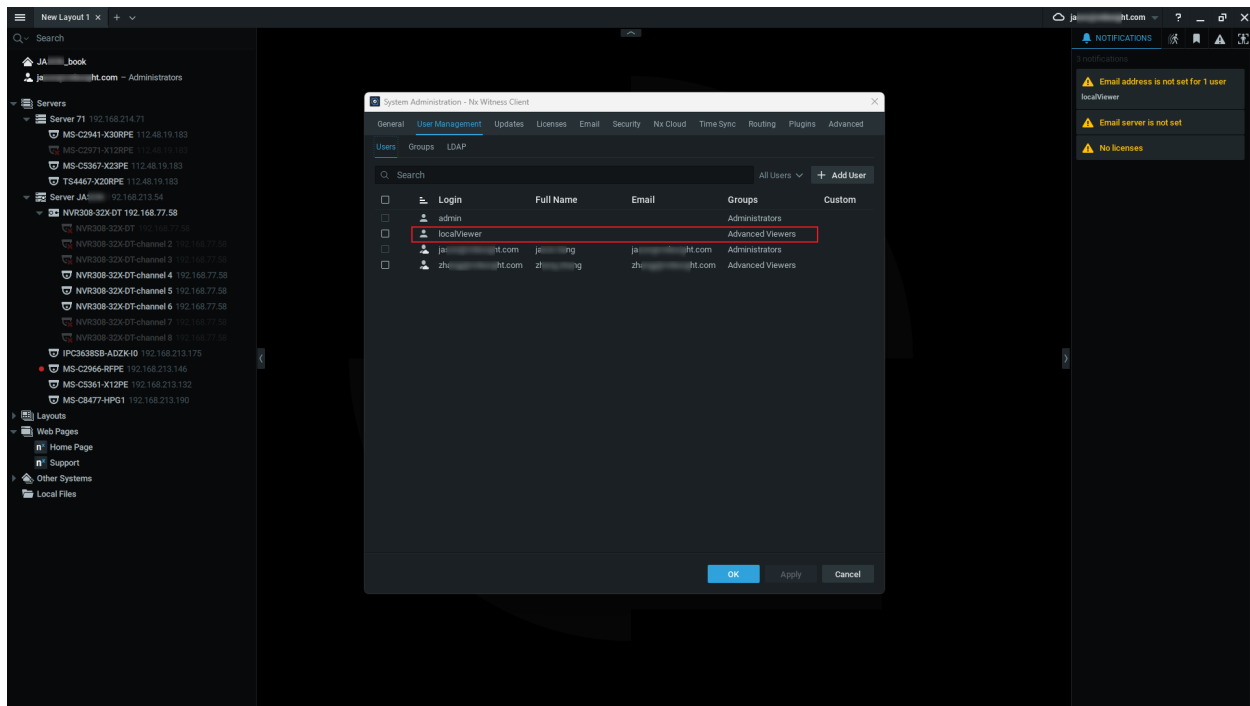 New Layout 1
ja ht.com
Search
NOTIFICATIONS
JA _book
3 notifications
ja ht.com – Administrators
Email address is not set for 1 user
localViewer
Email server is not set
No licenses
Servers
Server 71 192.168.214.71
MS-C2941-X30RPE 112.48.19.183
MS-C2971-X12RPE 112.48.19.183
MS-C5367-X23PE 112.48.19.183
TS4467-X20RPE 112.48.19.183
Server JA 92.168.213.54
NVR308-32X-DT 192.168.77.58
NVR308-32X-DT 192.168.77.58
NVR308-32X-DT-channel 2 192.168.77.58
NVR308-32X-DT-channel 3 192.168.77.58
NVR308-32X-DT-channel 4 192.168.77.58
NVR308-32X-DT-channel 5 192.168.77.58
NVR308-32X-DT-channel 6 192.168.77.58
NVR308-32X-DT-channel 7 192.168.77.58
NVR308-32X-DT-channel 8 192.168.77.58
IPC3638SB-ADZK-I0 192.168.213.175
MS-C2966-RFPE 192.168.213.146
MS-C5361-X12PE 192.168.213.132
MS-C8477-HPG1 192.168.213.190
Layouts
Web Pages
Home Page
Support
Other Systems
Local Files
System Administration - Nx Witness Client
General User Management Updates Licenses Email Security Nx Cloud Time Sync Routing Plugins Advanced
Users Groups LDAP
Search All Users + Add User
Login Full Name Email Groups Custom
admin Administrators
localViewer Advanced Viewers
ja ht.com ja ng ja ht.com Administrators
zh ht.com zh ng zh ht.com Advanced Viewers
OK Apply Cancel